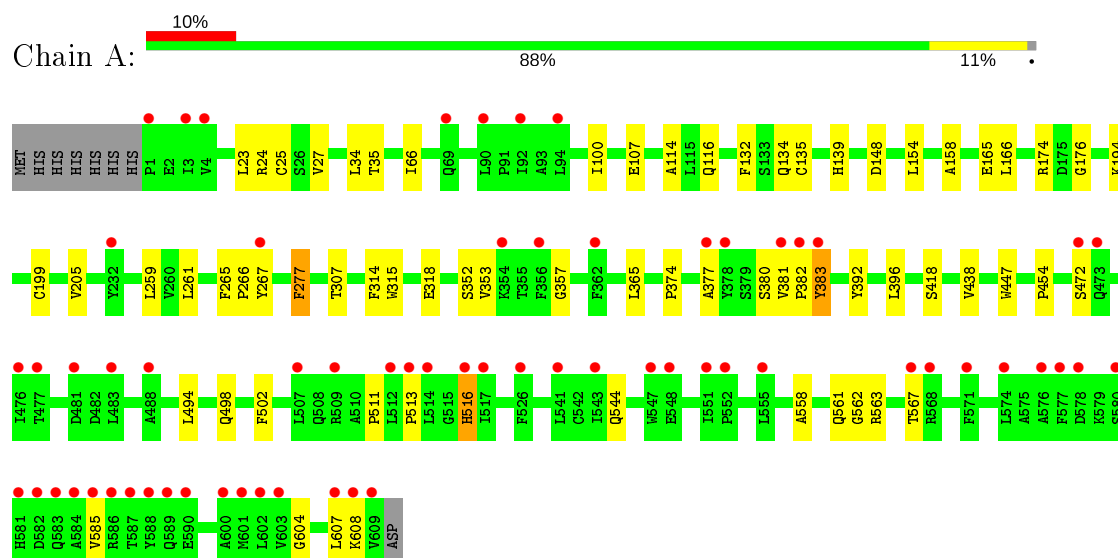 10%
Chain A:
88% 11% •
MET HIS HIS HIS HIS HIS HIS P1 E2 I3 V4 L23 R24 C25 S26 V27 L34 T35 I66 Q69 L90 P91 I92 A93 L94 I100 E107 A114 L115 Q116 F132 S133 Q134 C135 H139 D148 L154 A158 E165 L166 R174 D175 G176 K194
C199 V205 Y232 L259 V260 L261 F265 P266 Y267 F277 T307 F314 W315 E318 S352 V353 K354 T355 F356 G357 F362 L365 P374 A377 Y378 S379 S380 V381 P382 Y383 Y392 L396 S418 V438 W447 P454 S472 Q473
I476 T477 D481 D482 L483 A488 L494 Q498 F502 L507 Q508 R509 A510 P511 L512 P513 L514 G515 H516 I517 F526 L541 C542 I543 Q544 W547 E548 I551 P552 L555 A558 Q561 G562 R563 T567 R568 F571 L574 A575 A576 F577 D578 K579 S580
H581 D582 Q583 A584 V585 R586 T587 Y588 Q589 E590 A600 M601 L602 V603 G604 L607 K608 V609 ASP